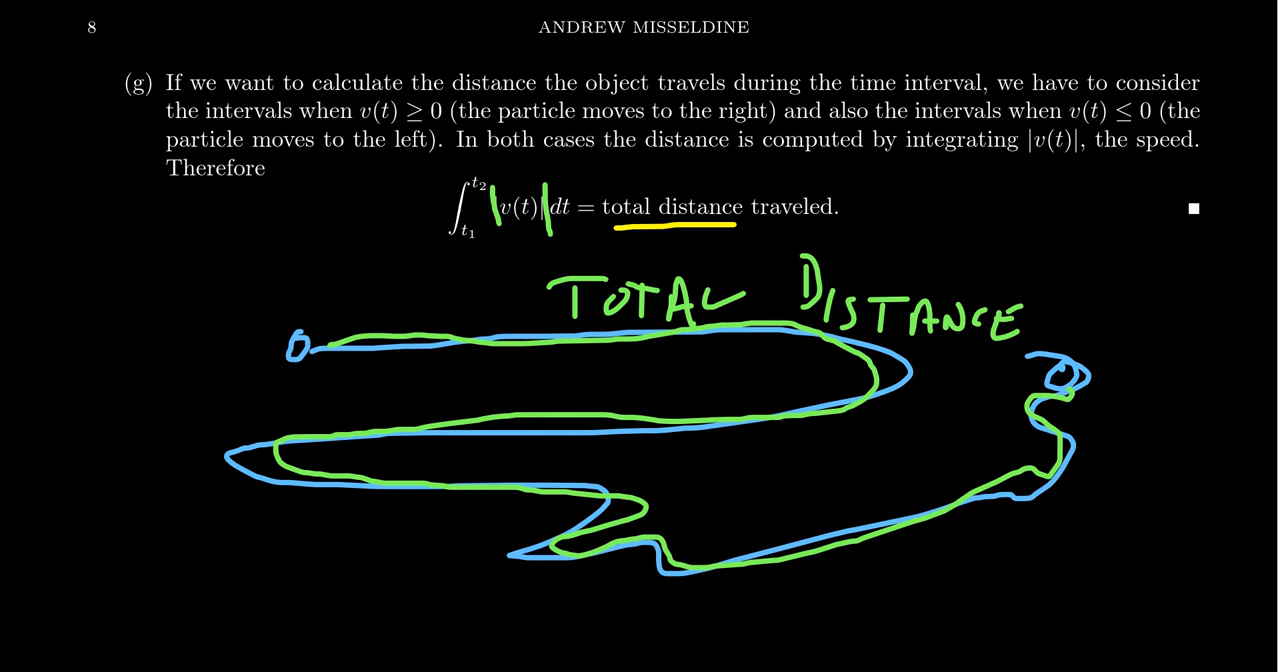 8 ANDREW MISSELDINE
(g) If we want to calculate the distance the object travels during the time interval, we have to consider
the intervals when v(t) ≥ 0 (the particle moves to the right) and also the intervals when v(t) ≤ 0 (the
particle moves to the left). In both cases the distance is computed by integrating |v(t)|, the speed.
Therefore
∫_{t₁}^{t₂} |v(t)| dt = total distance traveled. ■
TOTAL DISTANCE